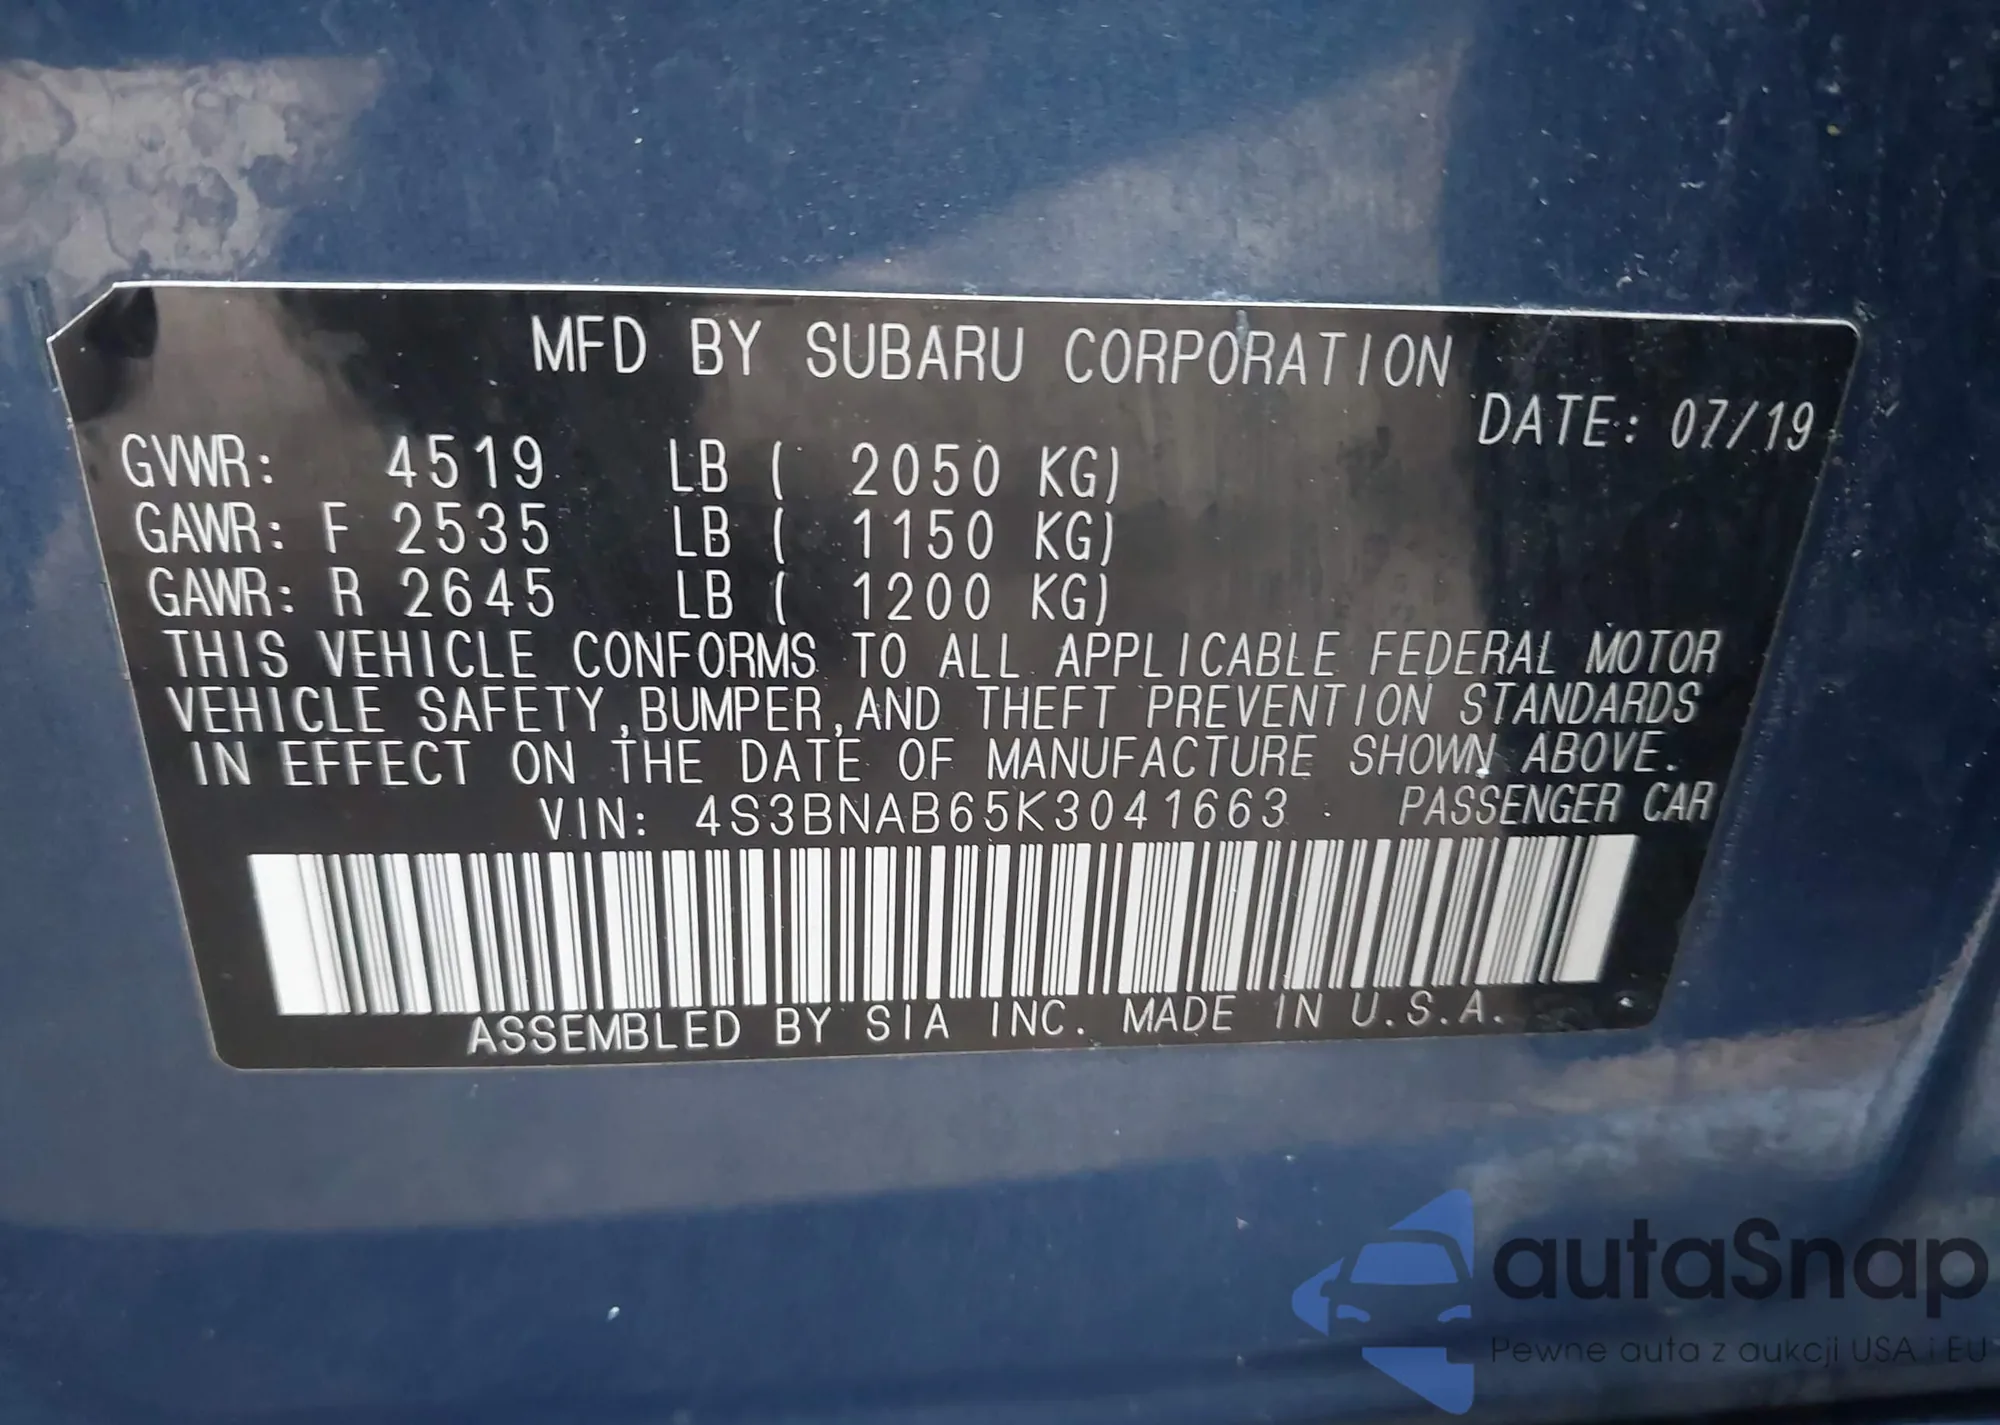 MFD BY SUBARU CORPORATION
DATE: 07/19
GVWR: 4519 LB ( 2050 KG)
GAWR: F 2535 LB ( 1150 KG)
GAWR: R 2645 LB ( 1200 KG)
THIS VEHICLE CONFORMS TO ALL APPLICABLE FEDERAL MOTOR
VEHICLE SAFETY,BUMPER,AND THEFT PREVENTION STANDARDS
IN EFFECT ON THE DATE OF MANUFACTURE SHOWN ABOVE.
VIN: 4S3BNAB65K3041663 PASSENGER CAR
ASSEMBLED BY SIA INC. MADE IN U.S.A.
autaSnap
Pewne auta z aukcji USA i EU